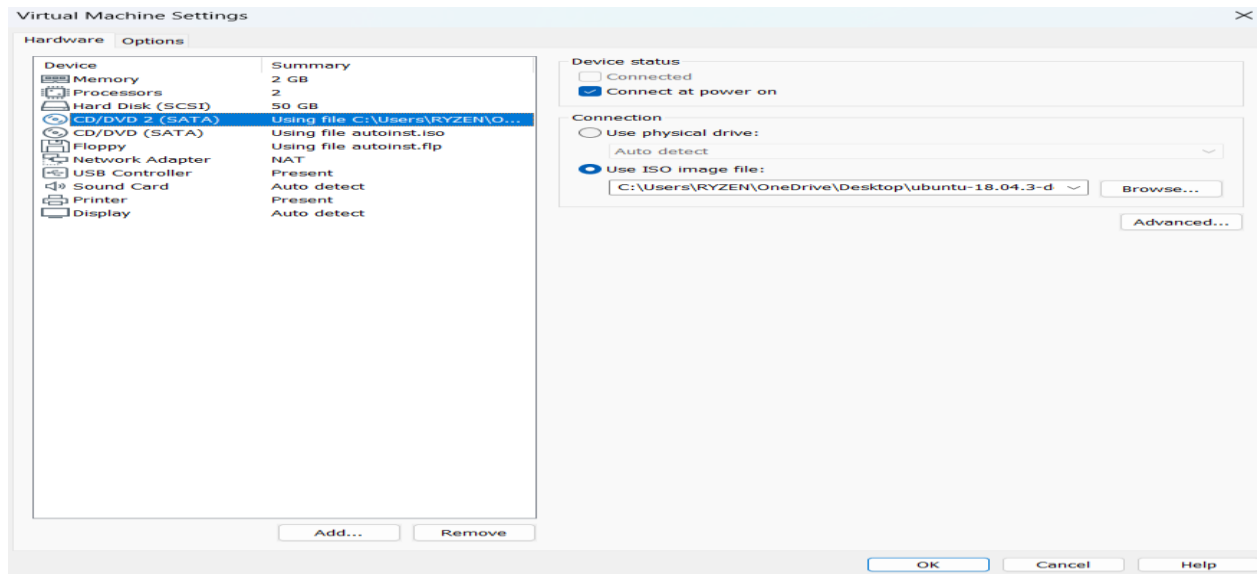 Virtual Machine Settings
Hardware Options
Device Summary
Memory 2 GB
Processors 2
Hard Disk (SCSI) 50 GB
CD/DVD 2 (SATA) Using file C:\Users\RYZEN\O...
CD/DVD (SATA) Using file autoinst.iso
Floppy Using file autoinst.flp
Network Adapter NAT
USB Controller Present
Sound Card Auto detect
Printer Present
Display Auto detect
Add... Remove
Device status
Connected
Connect at power on
Connection
Use physical drive:
Auto detect
Use ISO image file:
C:\Users\RYZEN\OneDrive\Desktop\ubuntu-18.04.3-d Browse...
Advanced...
OK Cancel Help